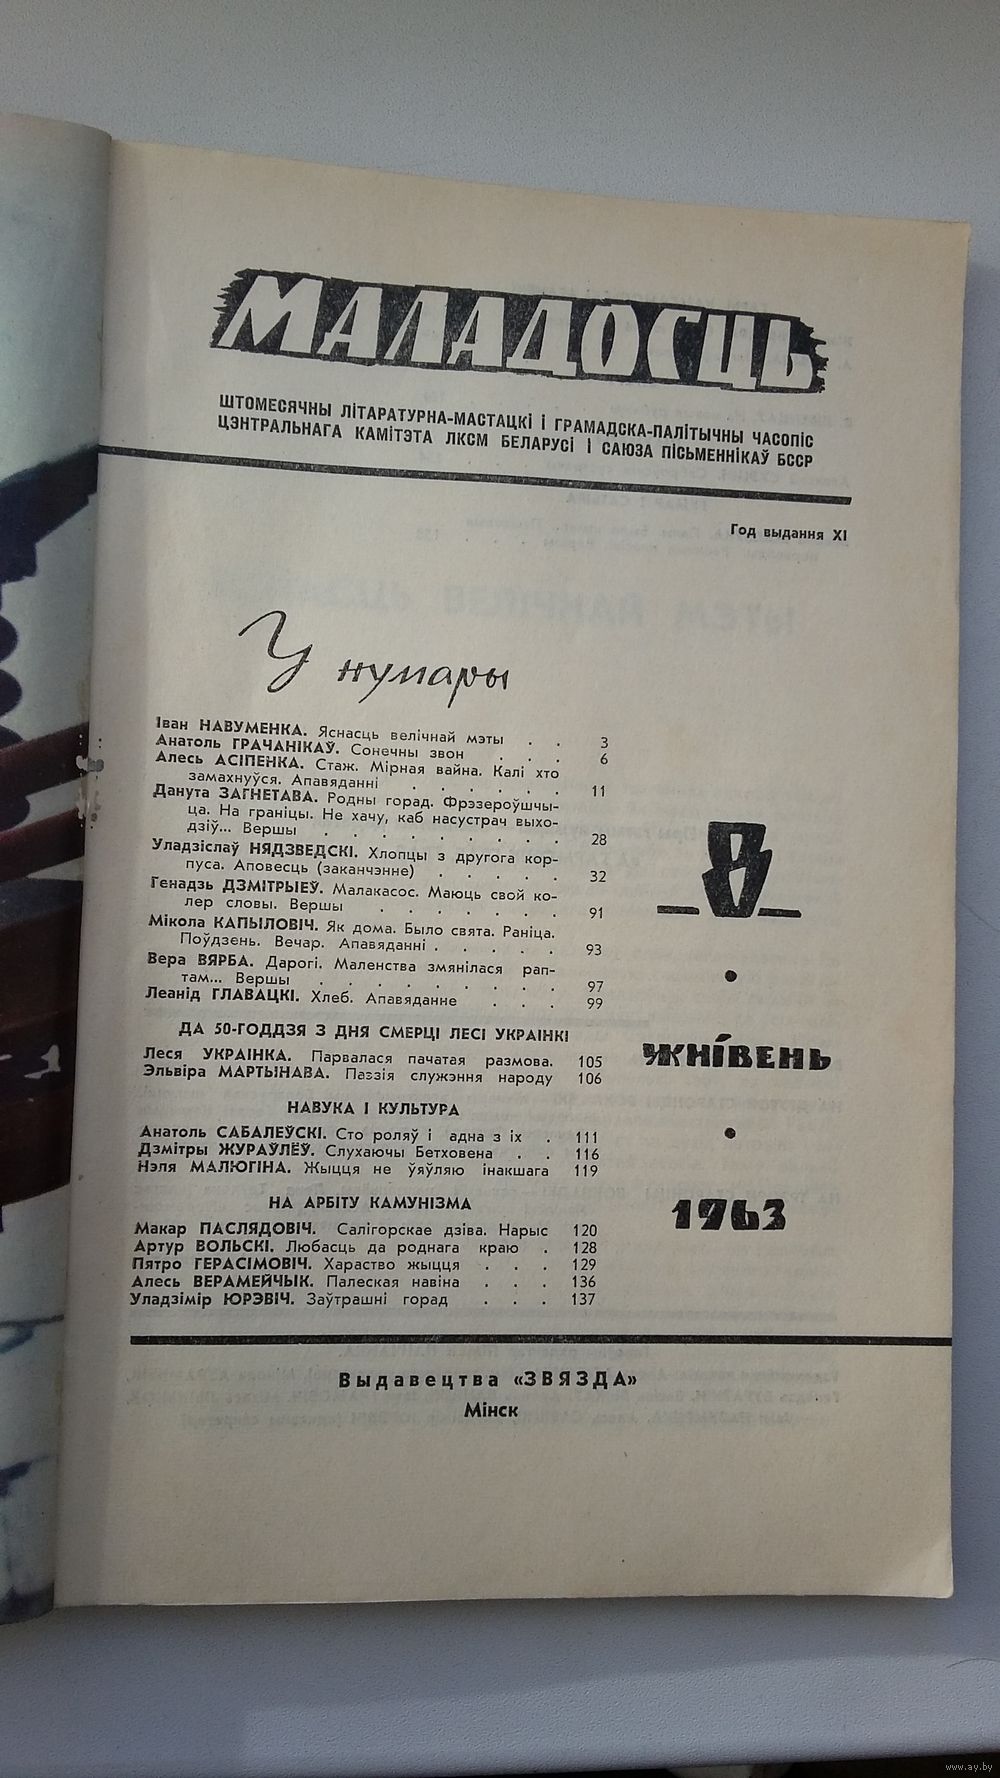 МАЛАДОСЦЬ
ШТОМЕСЯЧНЫ ЛІТАРАТУРНА-МАСТАЦКІ І ГРАМАДСКА-ПАЛІТЫЧНЫ ЧАСОПІС
ЦЭНТРАЛЬНАГА КАМІТЭТА ЛКСМ БЕЛАРУСІ І САЮЗА ПІСЬМЕННІКАЎ БССР
Год выдання XI
У нумары
Іван НАВУМЕНКА. Яснасць велічнай мэты . . 3
Анатоль ГРАЧАНІКАЎ. Сонечны звон . . . 6
Алесь АСІПЕНКА. Стаж. Мірная вайна. Калі хто
замахнуўся. Апавяданні . . . . . . 11
Данута ЗАГНЕТАВА. Родны горад. Фрэзероўшчы-
ца. На граніцы. Не хачу, каб насустрач выхо-
дзіў... Вершы . . . . . . . . 28
Уладзіслаў НЯДЗВЕДСКІ. Хлопцы з другога кор-
пуса. Аповесць (заканчэнне) . . . . . 32
Генадзь ДЗМІТРЫЕЎ. Малакасос. Маюць свой ко-
лер словы. Вершы . . . . . . . 91
Мікола КАПЫЛОВІЧ. Як дома. Было свята. Раніца.
Поўдзень. Вечар. Апавяданні . . . . . 93
Вера ВЯРБА. Дарогі. Маленства змянілася рап-
там... Вершы . . . . . . . . 97
Леанід ГЛАВАЦКІ. Хлеб. Апавяданне . . . 99
ДА 50-ГОДДЗЯ З ДНЯ СМЕРЦІ ЛЕСІ УКРАІНКІ
Леся УКРАІНКА. Парвалася пачатая размова. 105
Эльвіра МАРТЫНАВА. Паэзія служэння народу 106
НАВУКА І КУЛЬТУРА
Анатоль САБАЛЕЎСКІ. Сто роляў і адна з іх . 111
Дзмітры ЖУРАЎЛЁЎ. Слухаючы Бетховена . . 116
Нэля МАЛЮГІНА. Жыцця не ўяўляю інакшага 119
НА АРБІТУ КАМУНІЗМА
Макар ПАСЛЯДОВІЧ. Салігорскае дзіва. Нарыс 120
Артур ВОЛЬСКІ. Любасць да роднага краю . 128
Пятро ГЕРАСІМОВІЧ. Хараство жыцця . . . 129
Алесь ВЕРАМЕЙЧЫК. Палеская навіна . . . 136
Уладзімір ЮРЭВІЧ. Заўтрашні горад . . . 137
8
ЖНІВЕНЬ
1963
Выдавецтва «ЗВЯЗДА»
Мінск
www.ay.by